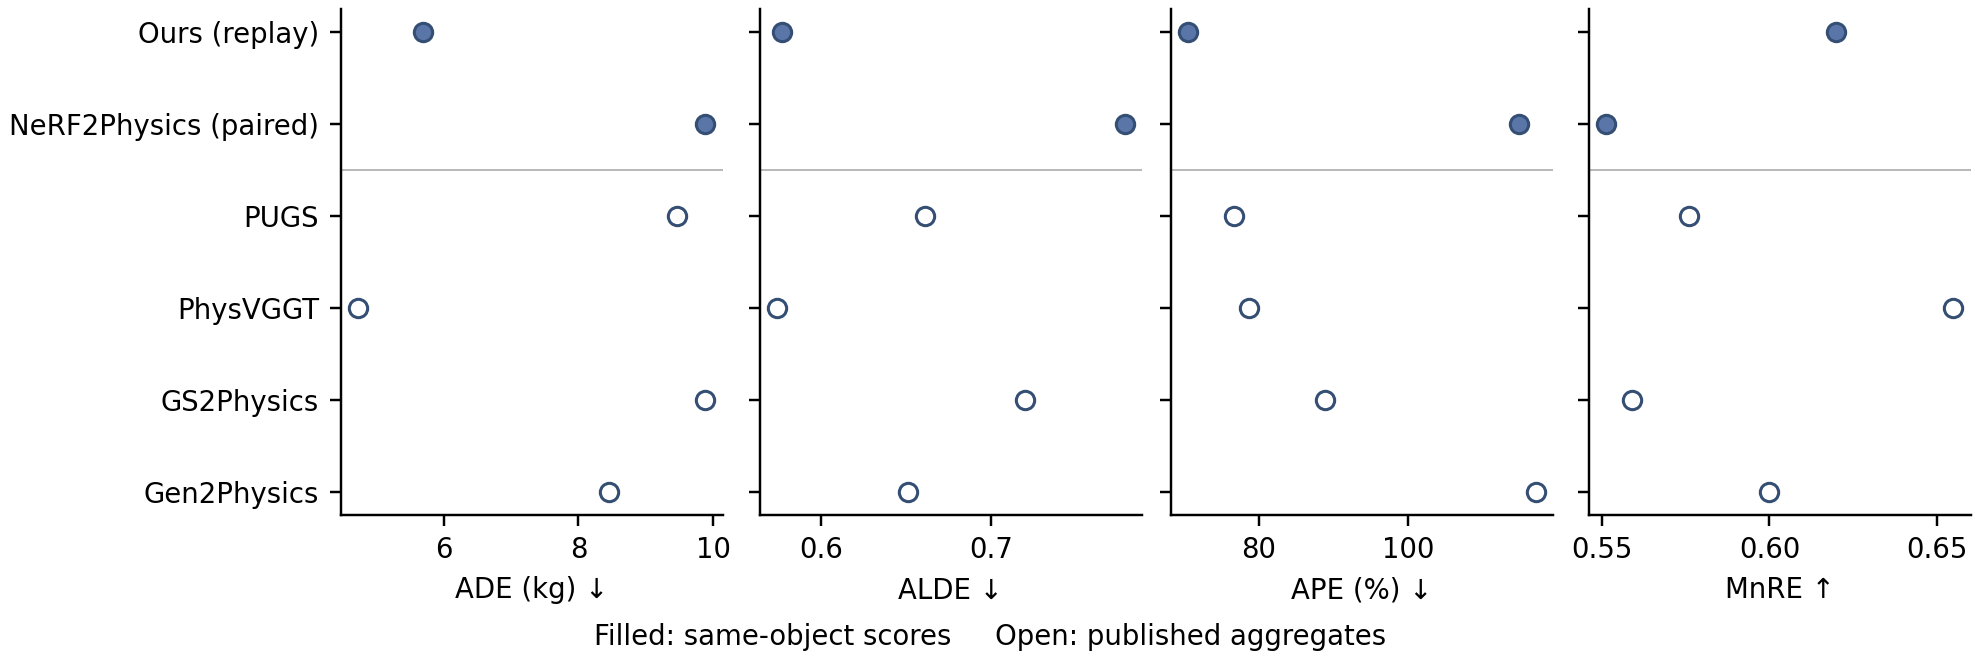 Ours (replay)
NeRF2Physics (paired)
PUGS
PhysVGGT
GS2Physics
Gen2Physics
6 8 10
0.6 0.7
80 100
0.55 0.60 0.65
ADE (kg) ↓
ALDE ↓
APE (%) ↓
MnRE ↑
Filled: same-object scores Open: published aggregates